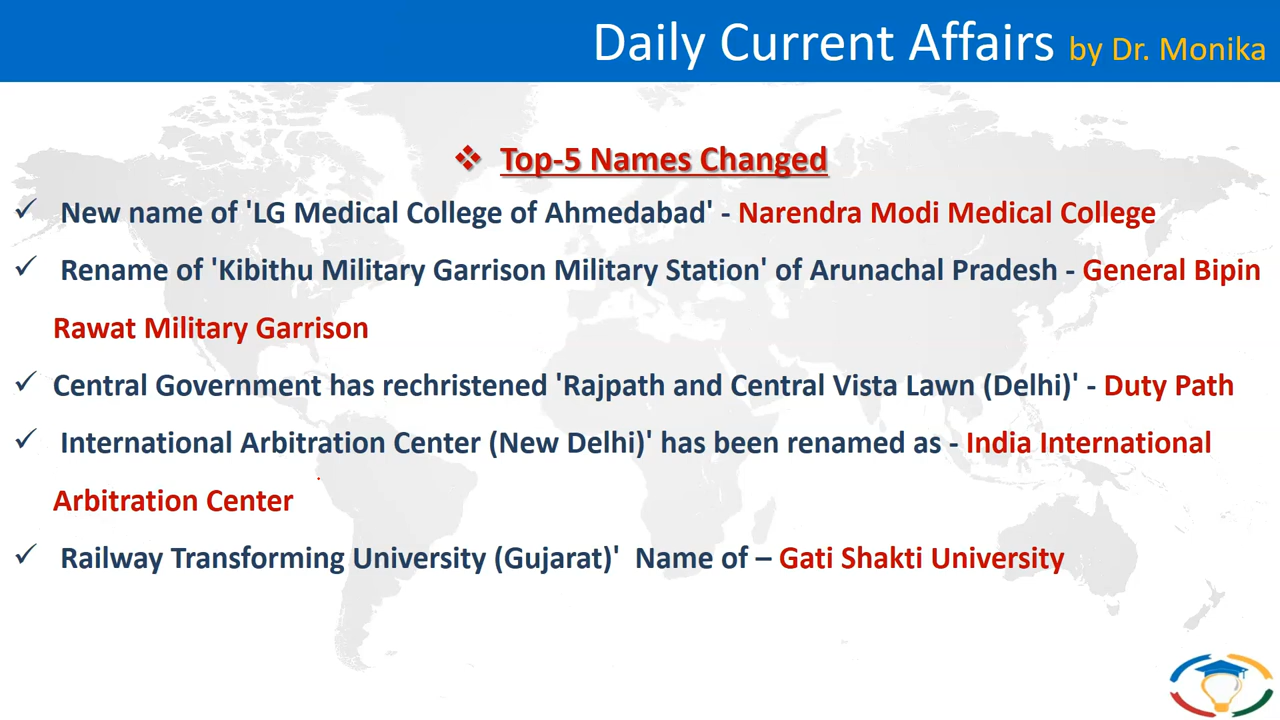 Daily Current Affairs by Dr. Monika
❖ Top-5 Names Changed
✓ New name of 'LG Medical College of Ahmedabad' - Narendra Modi Medical College
✓ Rename of 'Kibithu Military Garrison Military Station' of Arunachal Pradesh - General Bipin
Rawat Military Garrison
✓ Central Government has rechristened 'Rajpath and Central Vista Lawn (Delhi)' - Duty Path
✓ International Arbitration Center (New Delhi)' has been renamed as - India International
Arbitration Center
✓ Railway Transforming University (Gujarat)' Name of – Gati Shakti University